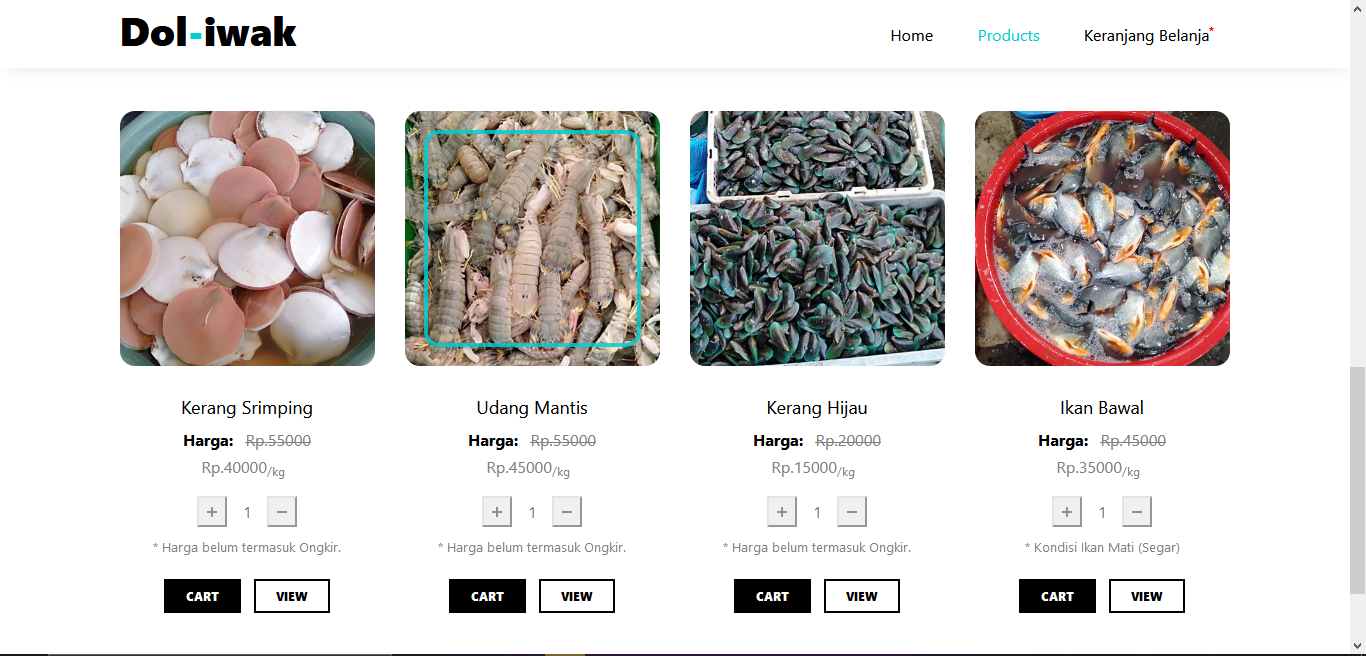 Dol-iwak
Home Products Keranjang Belanja*
Kerang Srimping
Harga: Rp.55000
Rp.40000/kg
+ 1 −
* Harga belum termasuk Ongkir.
CART VIEW
Udang Mantis
Harga: Rp.55000
Rp.45000/kg
+ 1 −
* Harga belum termasuk Ongkir.
CART VIEW
Kerang Hijau
Harga: Rp.20000
Rp.15000/kg
+ 1 −
* Harga belum termasuk Ongkir.
CART VIEW
Ikan Bawal
Harga: Rp.45000
Rp.35000/kg
+ 1 −
* Kondisi Ikan Mati (Segar)
CART VIEW